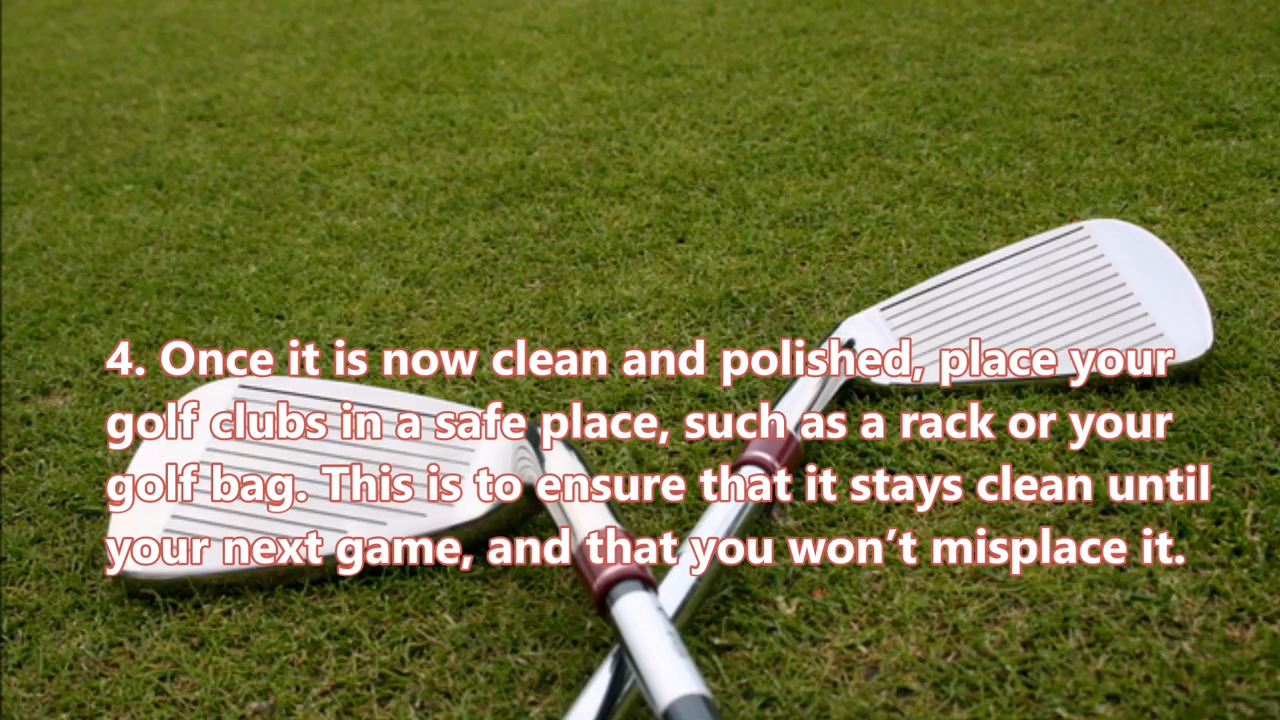 4. Once it is now clean and polished, place your
golf clubs in a safe place, such as a rack or your
golf bag. This is to ensure that it stays clean until
your next game, and that you won’t misplace it.